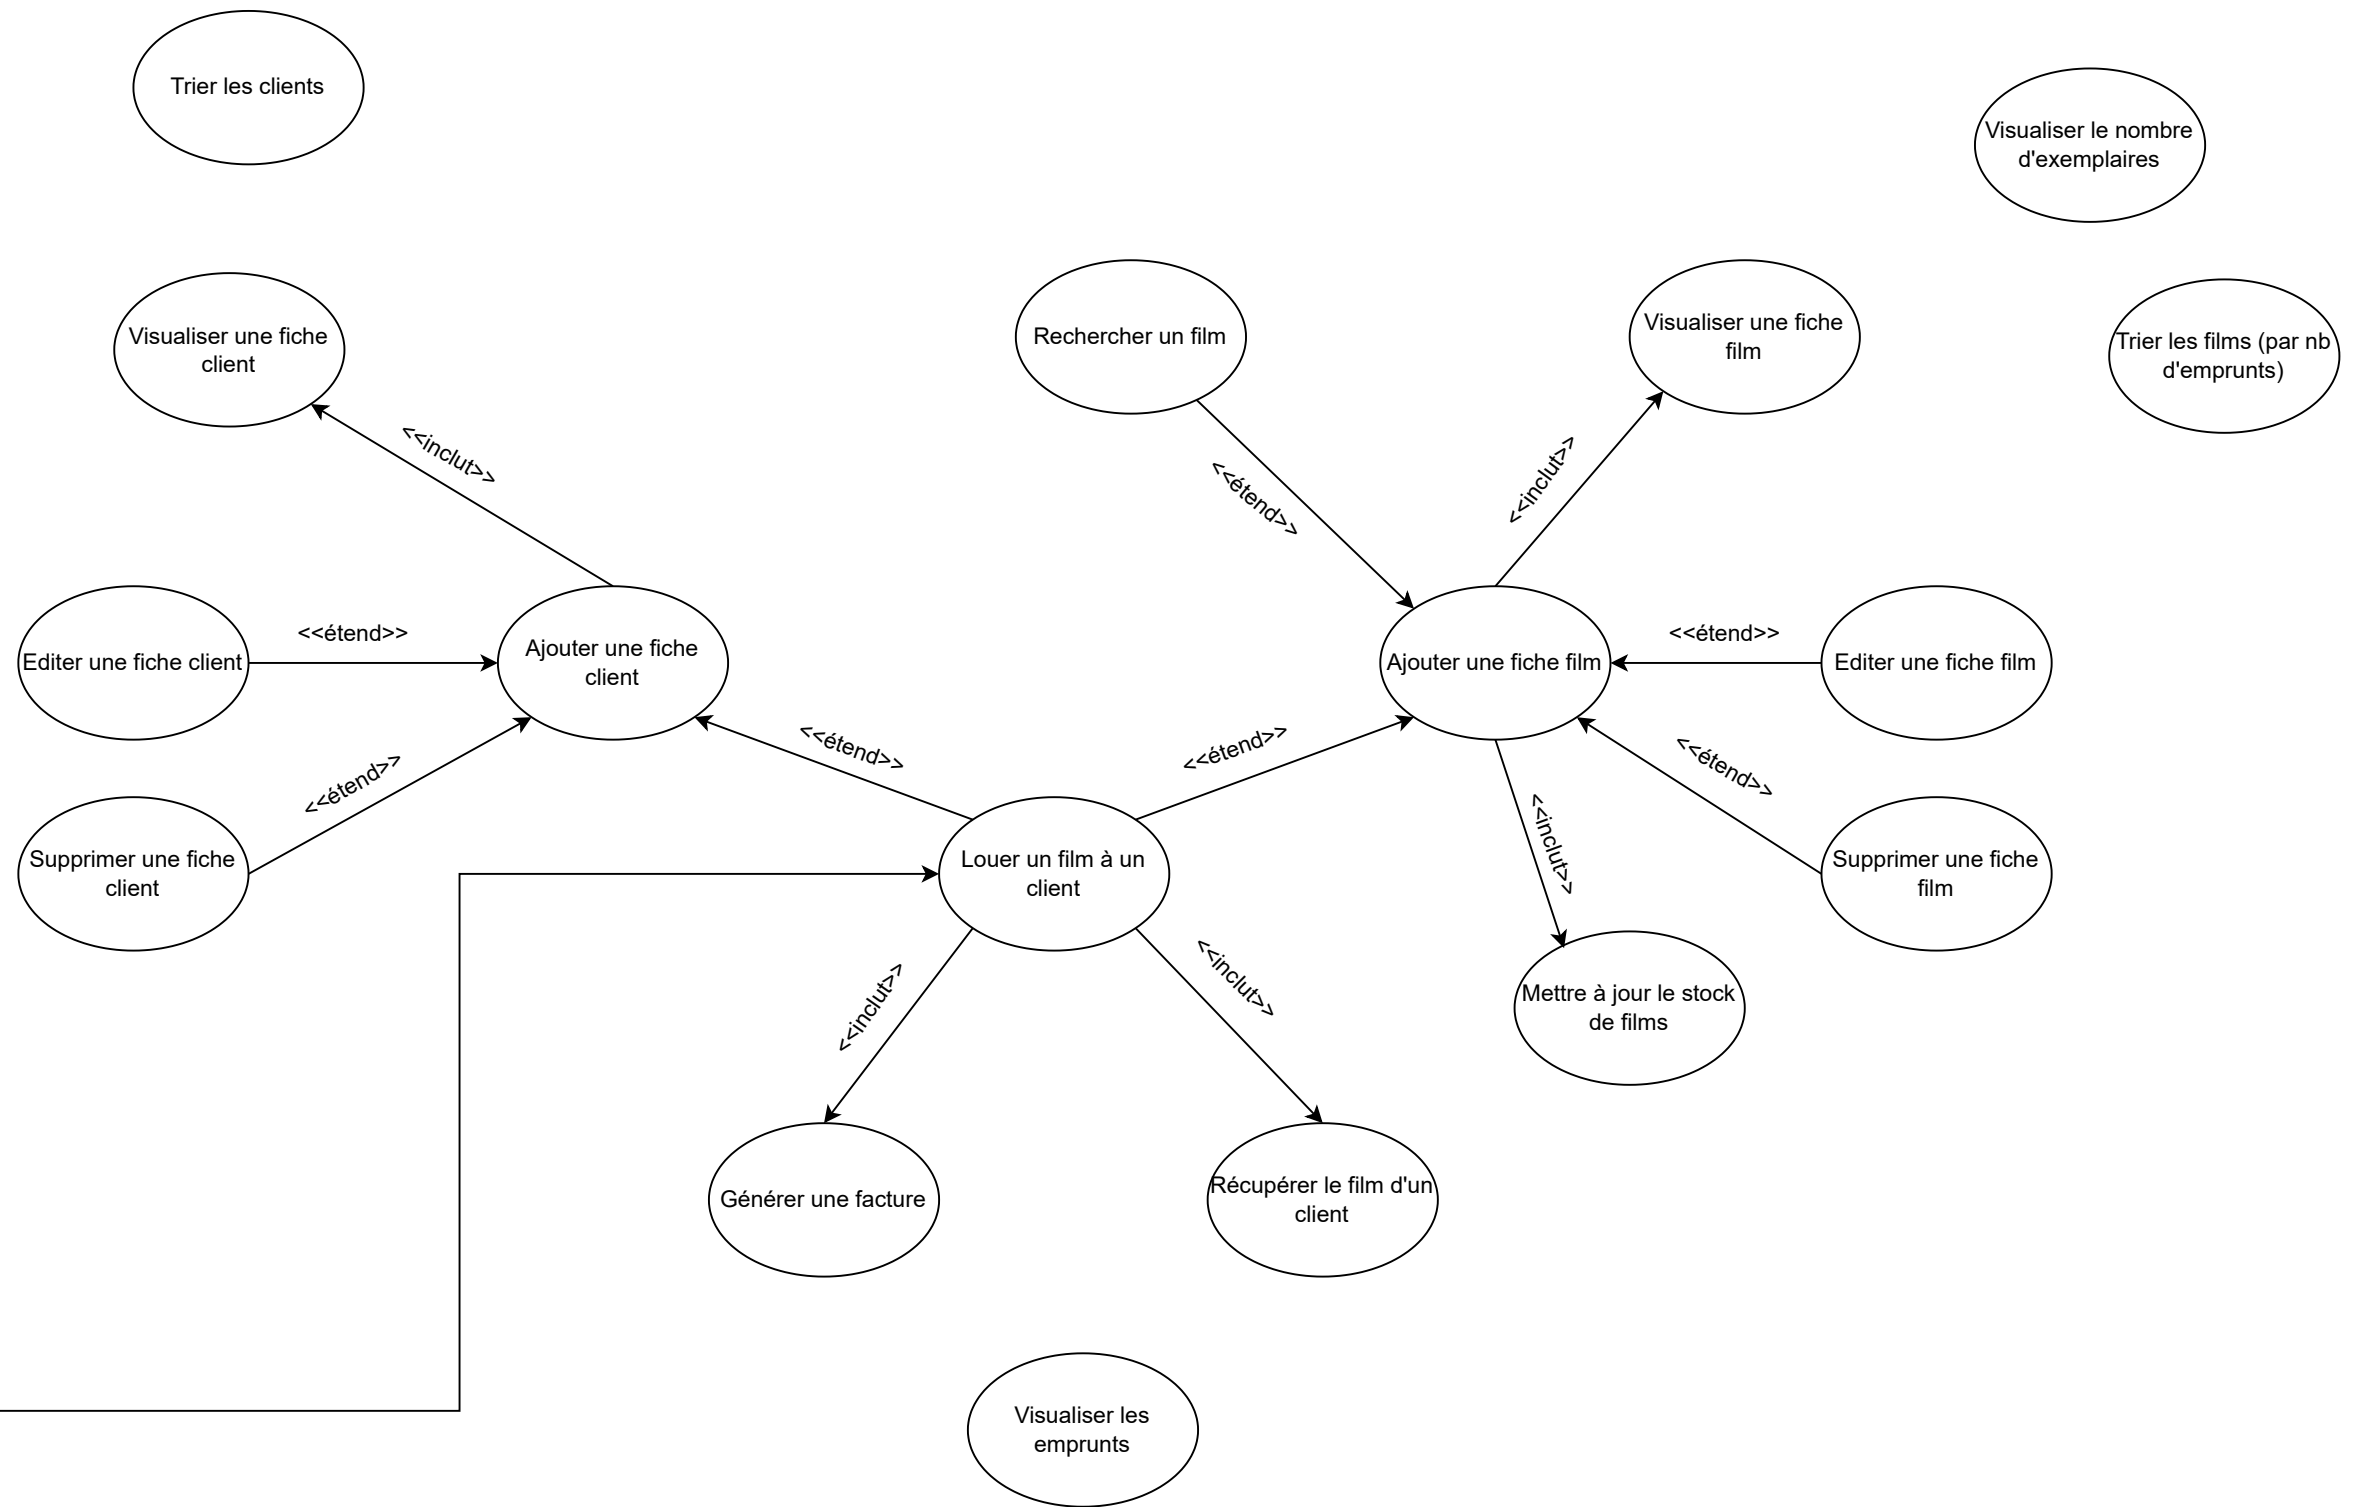 Trier les clients
Visualiser le nombre
d'exemplaires
Visualiser une fiche
client
Rechercher un film
Visualiser une fiche
film
Trier les films (par nb
d'emprunts)
<<inclut>>
<<étend>>
<<inclut>>
Editer une fiche client
<<étend>>
Ajouter une fiche
client
Ajouter une fiche film
<<étend>>
Editer une fiche film
<<étend>>
<<étend>>
<<étend>>
<<étend>>
Supprimer une fiche
client
Louer un film à un
client
<<inclut>>
Supprimer une fiche
film
<<inclut>>
<<inclut>>
Mettre à jour le stock
de films
Générer une facture
Récupérer le film d'un
client
Visualiser les
emprunts